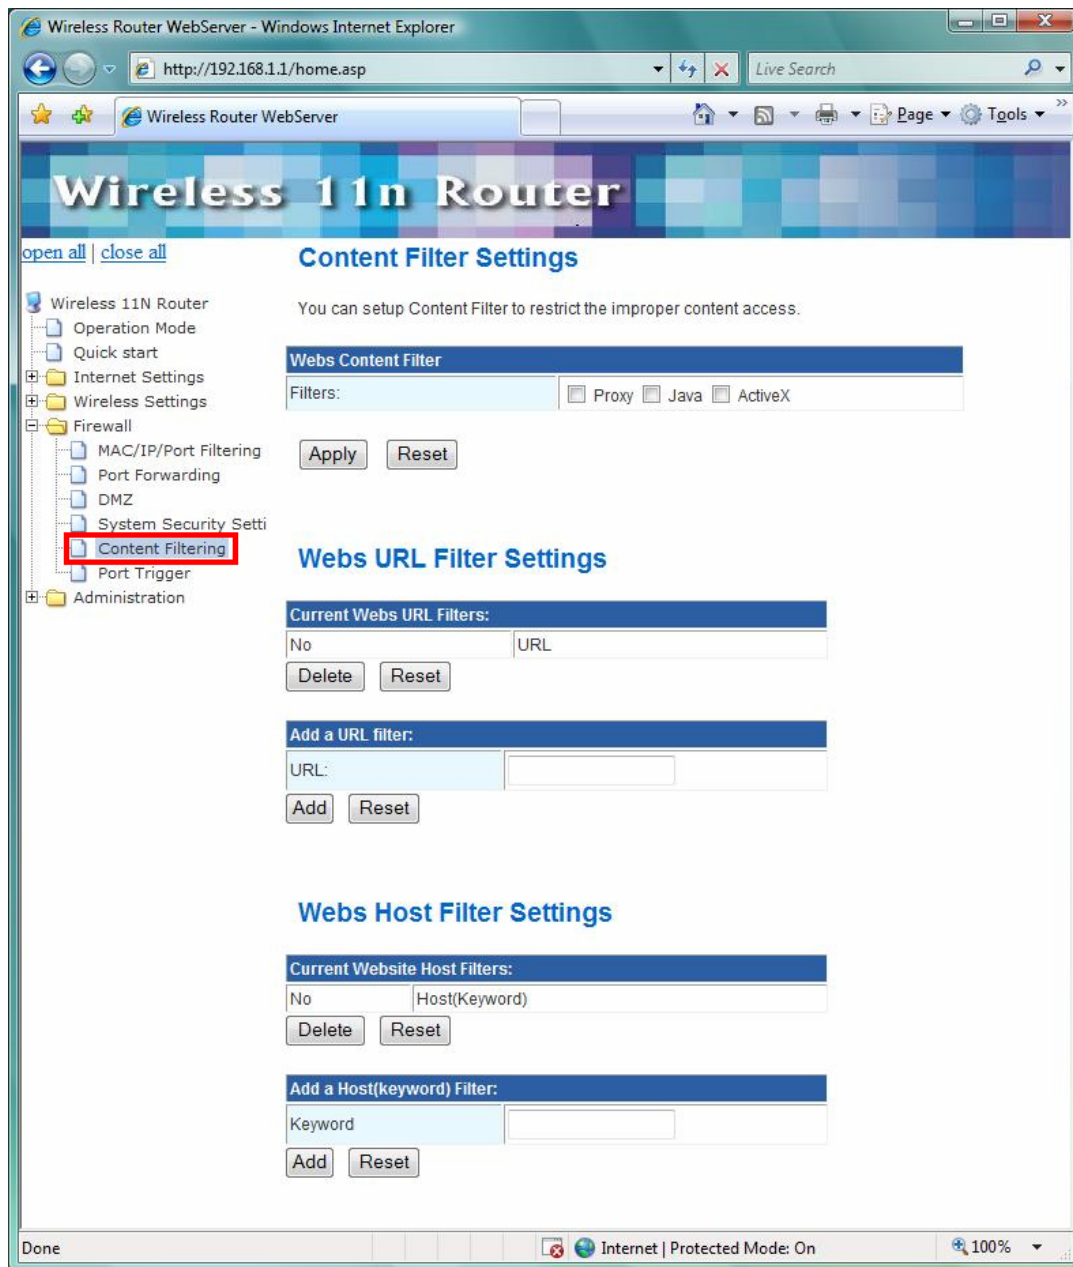 Wireless Router WebServer - Windows Internet Explorer
http://192.168.1.1/home.asp
Live Search
Wireless Router WebServer
Page
Tools
Wireless 11n Router
open all | close all
Wireless 11N Router
Operation Mode
Quick start
Internet Settings
Wireless Settings
Firewall
MAC/IP/Port Filtering
Port Forwarding
DMZ
System Security Setti
Content Filtering
Port Trigger
Administration
Content Filter Settings
You can setup Content Filter to restrict the improper content access.
Webs Content Filter
Filters: Proxy Java ActiveX
Apply Reset
Webs URL Filter Settings
Current Webs URL Filters:
No URL
Delete Reset
Add a URL filter:
URL:
Add Reset
Webs Host Filter Settings
Current Website Host Filters:
No Host(Keyword)
Delete Reset
Add a Host(keyword) Filter:
Keyword
Add Reset
Done Internet | Protected Mode: On 100%